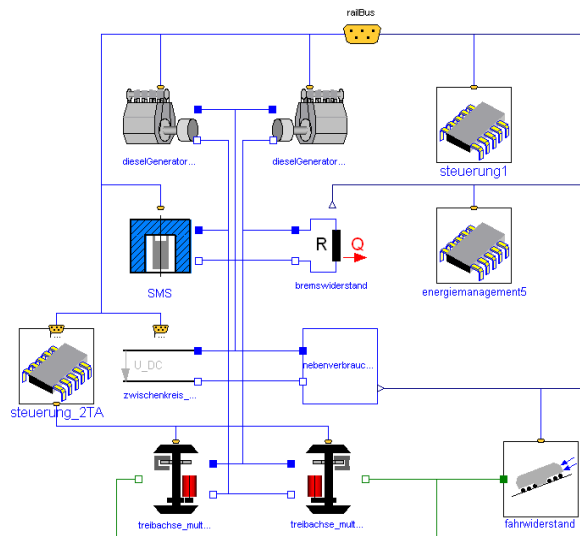 railBus
dieselGenerator...
dieselGenerator...
steuerung1
R Q
SMS
bremswiderstand
energiemanagement5
I...
I...
U_DC
nebenverbrauc...
steuerung_2TA
zwischenkreis_...
treibachse_mult...
treibachse_mult...
fahrwiderstand